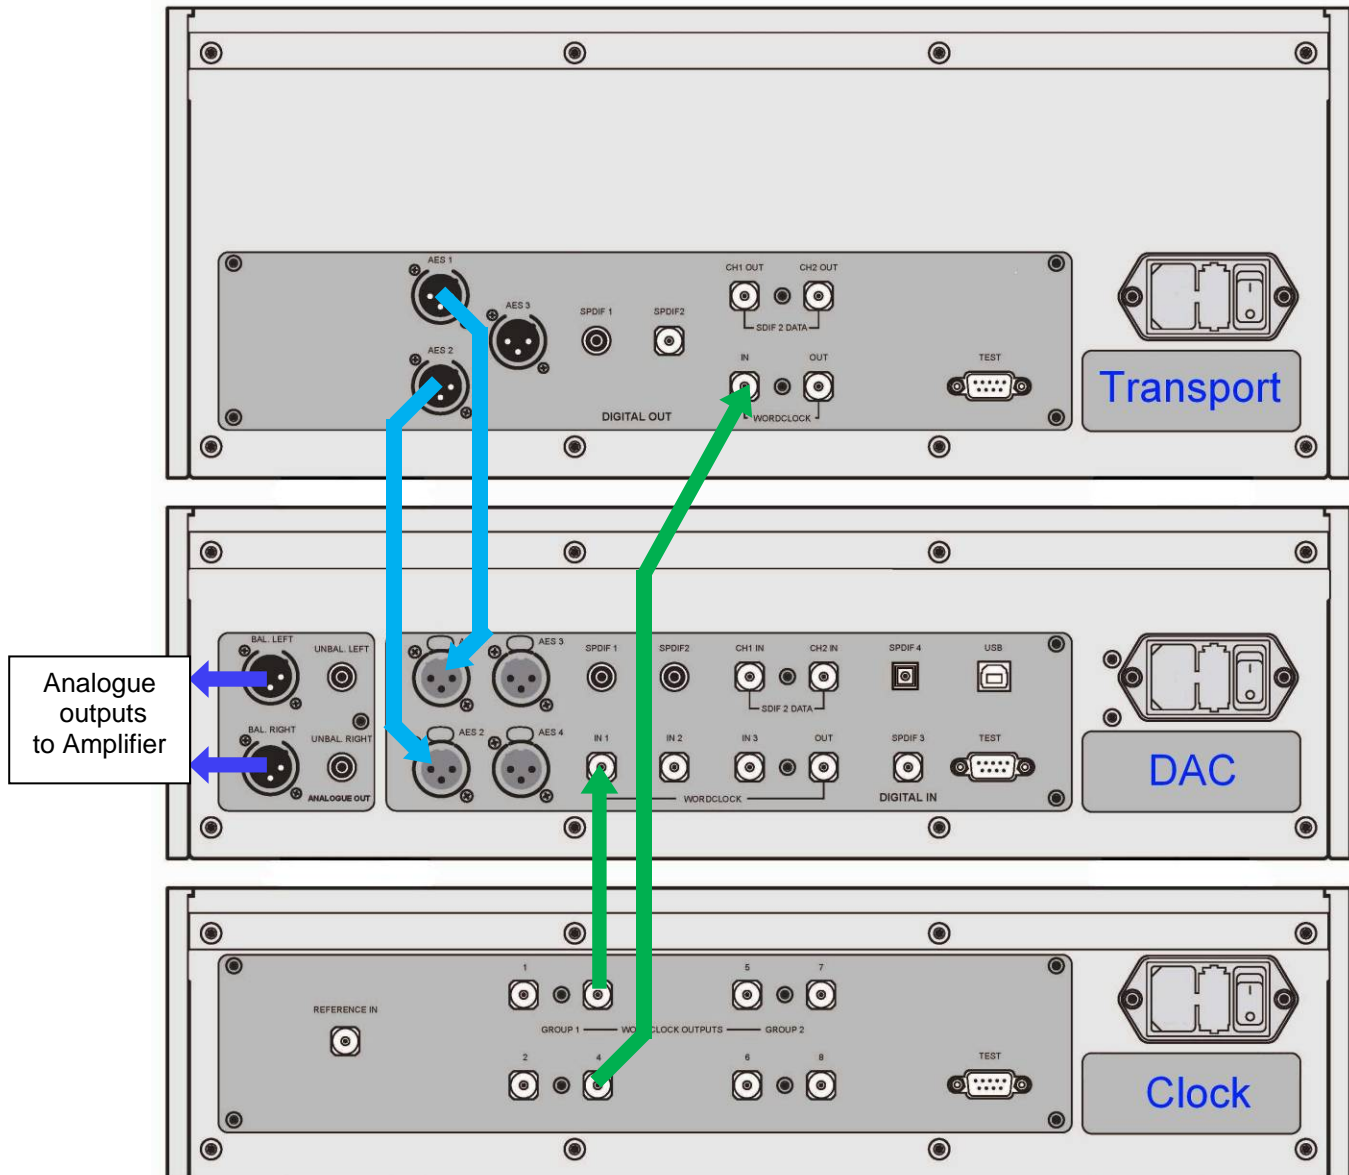 AES 1
AES 2
AES 3
SPDIF 1
SPDIF2
CH1 OUT
CH2 OUT
SDIF 2 DATA
IN
OUT
WORDCLOCK
DIGITAL OUT
TEST
Transport
Analogue
outputs
to Amplifier
BAL. LEFT
UNBAL. LEFT
BAL. RIGHT
UNBAL. RIGHT
ANALOGUE OUT
AES 3
AES 2
AES 4
SPDIF 1
SPDIF2
CH1 IN
CH2 IN
SDIF 2 DATA
SPDIF 4
USB
IN 1
IN 2
IN 3
OUT
WORDCLOCK
SPDIF 3
DIGITAL IN
TEST
DAC
REFERENCE IN
1
5
7
GROUP 1
CLOCK OUTPUTS
GROUP 2
2
4
6
8
TEST
Clock